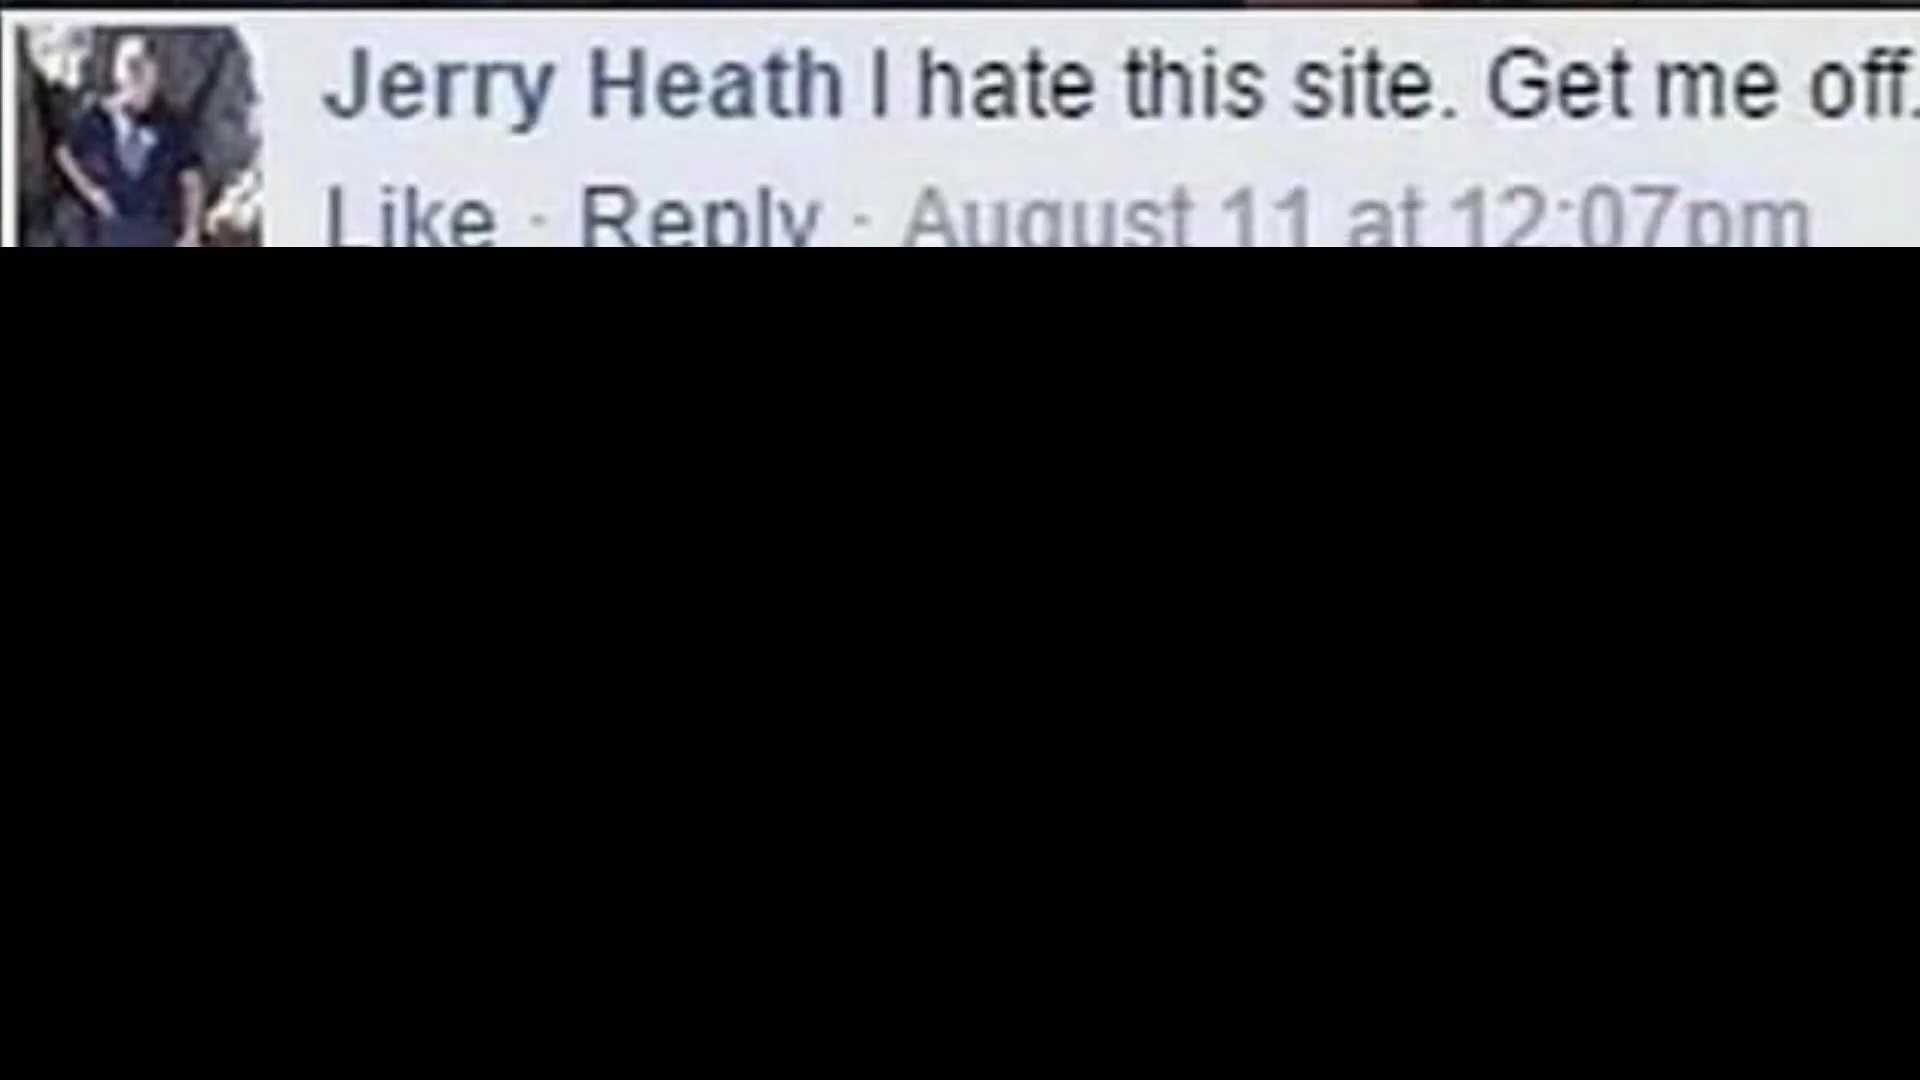 Jerry Heath I hate this site. Get me off.
Like · Reply · August 11 at 12:07pm